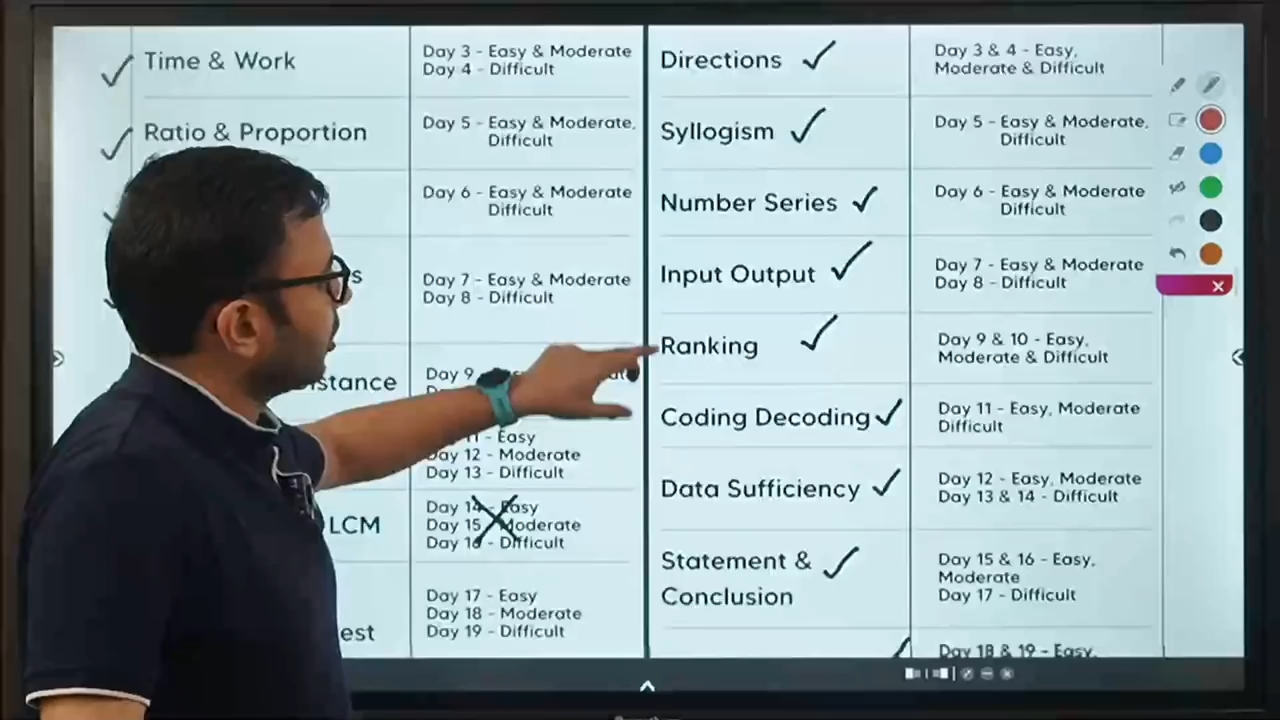 Time & Work
Day 3 - Easy & Moderate
Day 4 - Difficult
Ratio & Proportion
Day 5 - Easy & Moderate,
Difficult
Day 6 - Easy & Moderate
Difficult
Day 7 - Easy & Moderate
Day 8 - Difficult
Distance
Day 9
Day 11 - Easy
Day 12 - Moderate
Day 13 - Difficult
LCM
Day 14 - Easy
Day 15 - Moderate
Day 16 - Difficult
Day 17 - Easy
Day 18 - Moderate
Day 19 - Difficult
Directions
Day 3 & 4 - Easy,
Moderate & Difficult
Syllogism
Day 5 - Easy & Moderate,
Difficult
Number Series
Day 6 - Easy & Moderate
Difficult
Input Output
Day 7 - Easy & Moderate
Day 8 - Difficult
Ranking
Day 9 & 10 - Easy,
Moderate & Difficult
Coding Decoding
Day 11 - Easy, Moderate
Difficult
Data Sufficiency
Day 12 - Easy, Moderate
Day 13 & 14 - Difficult
Statement &
Conclusion
Day 15 & 16 - Easy,
Moderate
Day 17 - Difficult
Day 18 & 19 - Easy,